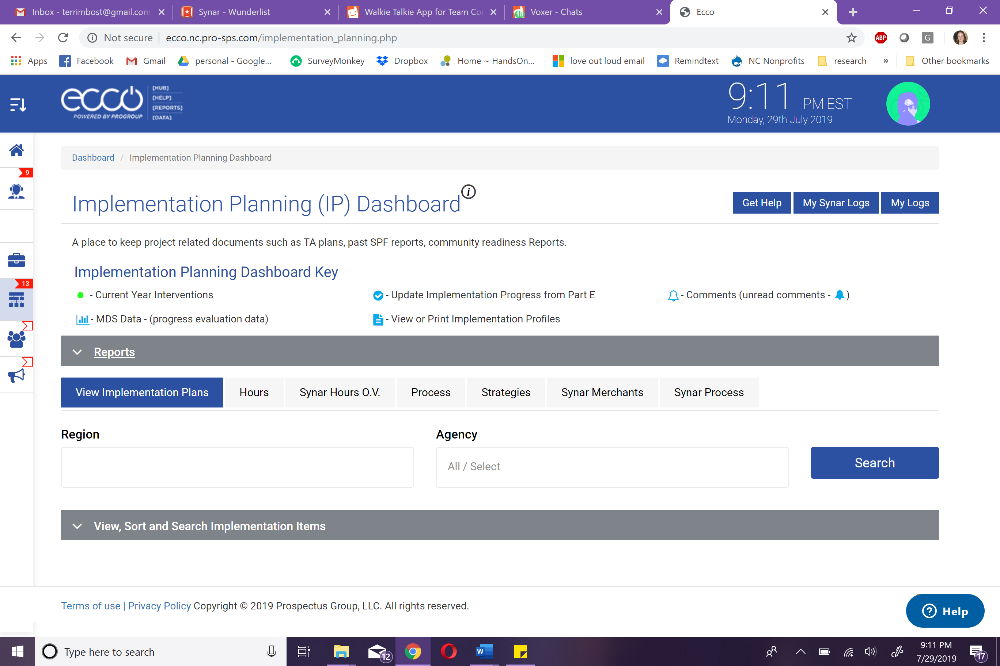 Inbox - terrimbost@gmail.com
Synar - Wunderlist
Walkie Talkie App for Team Co
18
Voxer - Chats
Ecco
Not secure
ecco.nc.pro-sps.com/implementation_planning.php
ABP
G
Apps
Facebook
Gmail
personal - Google...
SurveyMonkey
Dropbox
Home ~ HandsOn...
love out loud email
Remindtext
NC Nonprofits
research
»
Other bookmarks
ecco
POWERED BY PROGROUP
[HUB]
[HELP]
[REPORTS]
[DATA]
9:11 PM EST
Monday, 29th July 2019
9
13
Dashboard / Implementation Planning Dashboard
Implementation Planning (IP) Dashboard i
Get Help
My Synar Logs
My Logs
A place to keep project related documents such as TA plans, past SPF reports, community readiness Reports.
Implementation Planning Dashboard Key
- Current Year Interventions
- Update Implementation Progress from Part E
- Comments (unread comments - )
- MDS Data - (progress evaluation data)
- View or Print Implementation Profiles
Reports
View Implementation Plans
Hours
Synar Hours O.V.
Process
Strategies
Synar Merchants
Synar Process
Region
Agency
All / Select
Search
View, Sort and Search Implementation Items
Terms of use | Privacy Policy Copyright © 2019 Prospectus Group, LLC. All rights reserved.
? Help
Type here to search
12
W
9:11 PM
7/29/2019
17